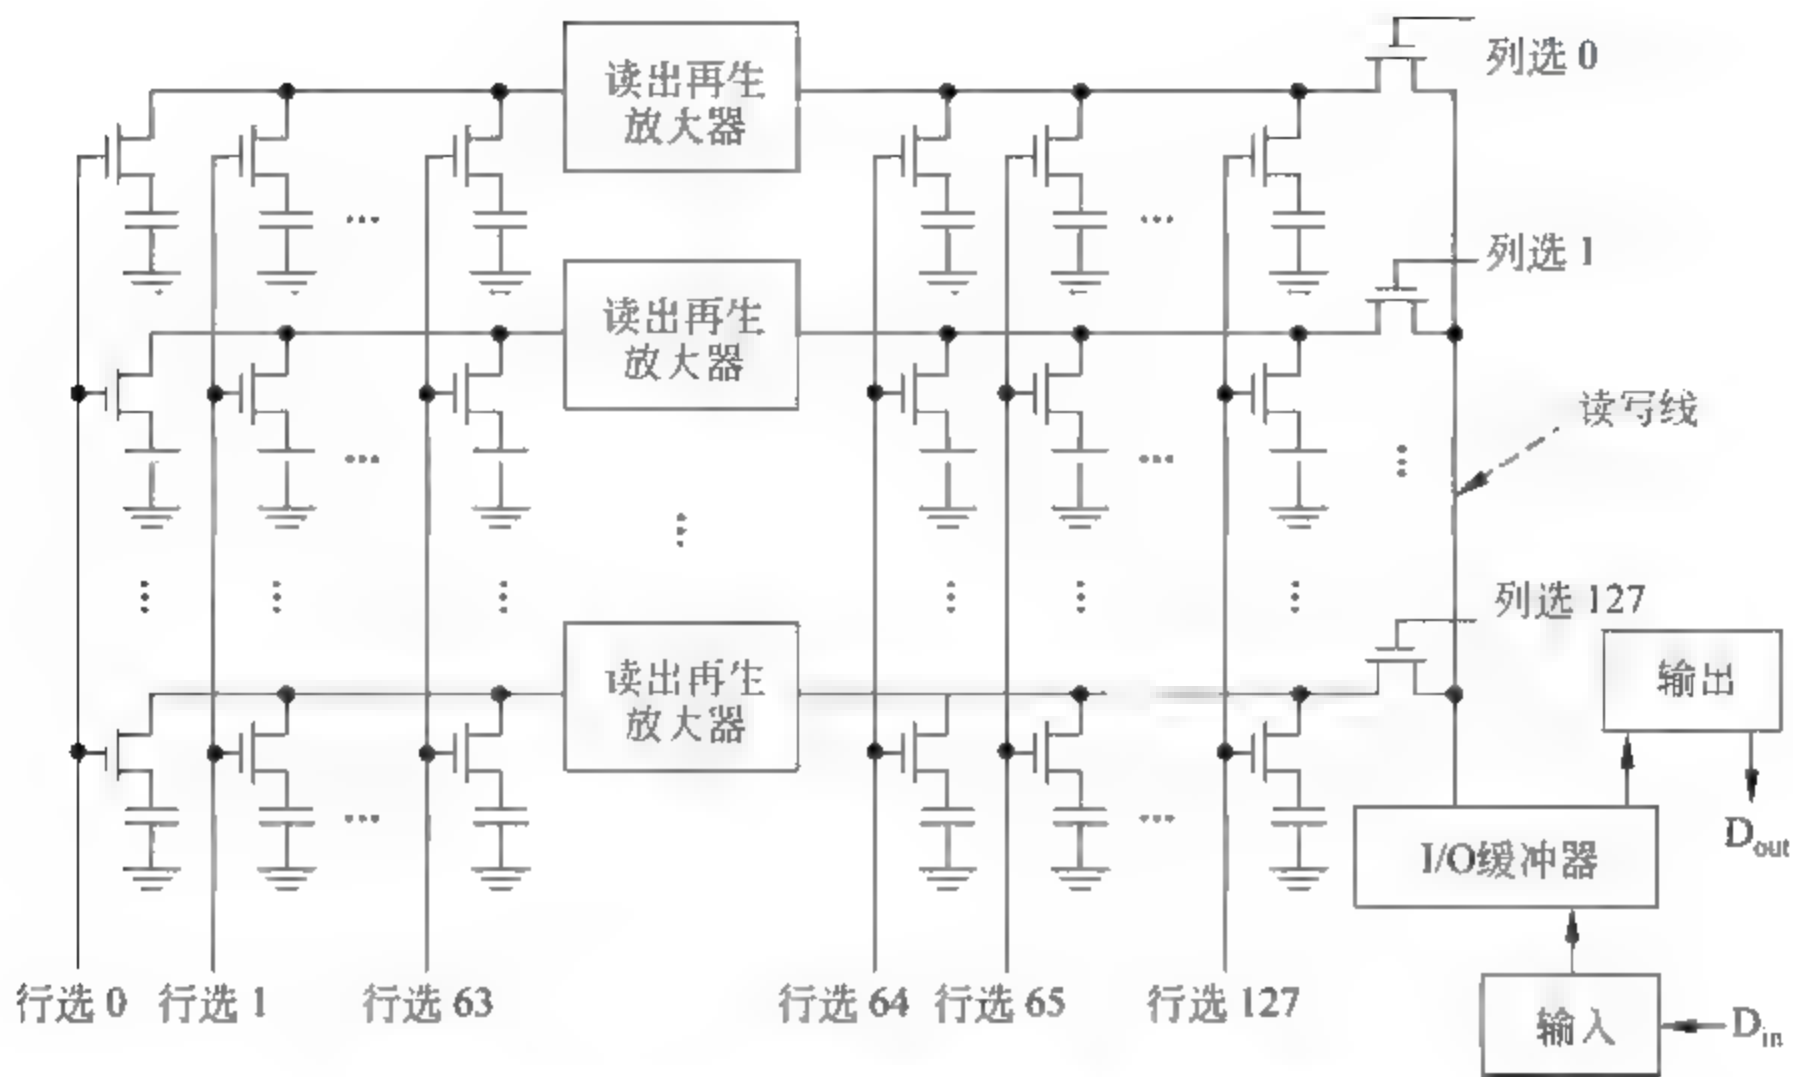 读出再生
放大器
列选 0
读出再生
放大器
列选 1
读写线
读出再生
放大器
列选 127
输出
D_out
I/O缓冲器
行选 0
行选 1
行选 63
行选 64
行选 65
行选 127
输入
D_in